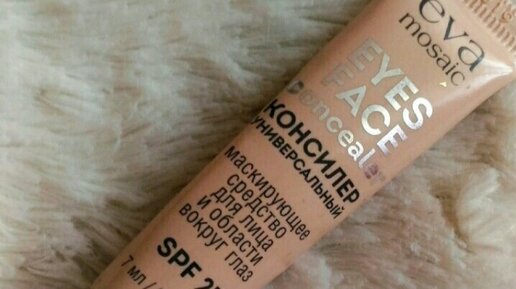 eva
mosaic
EYES
FACE
Concealer
КОНСИЛЕР
УНИВЕРСАЛЬНЫЙ
маскирующее
средство
для лица
и области
вокруг глаз
SPF
7 мл /